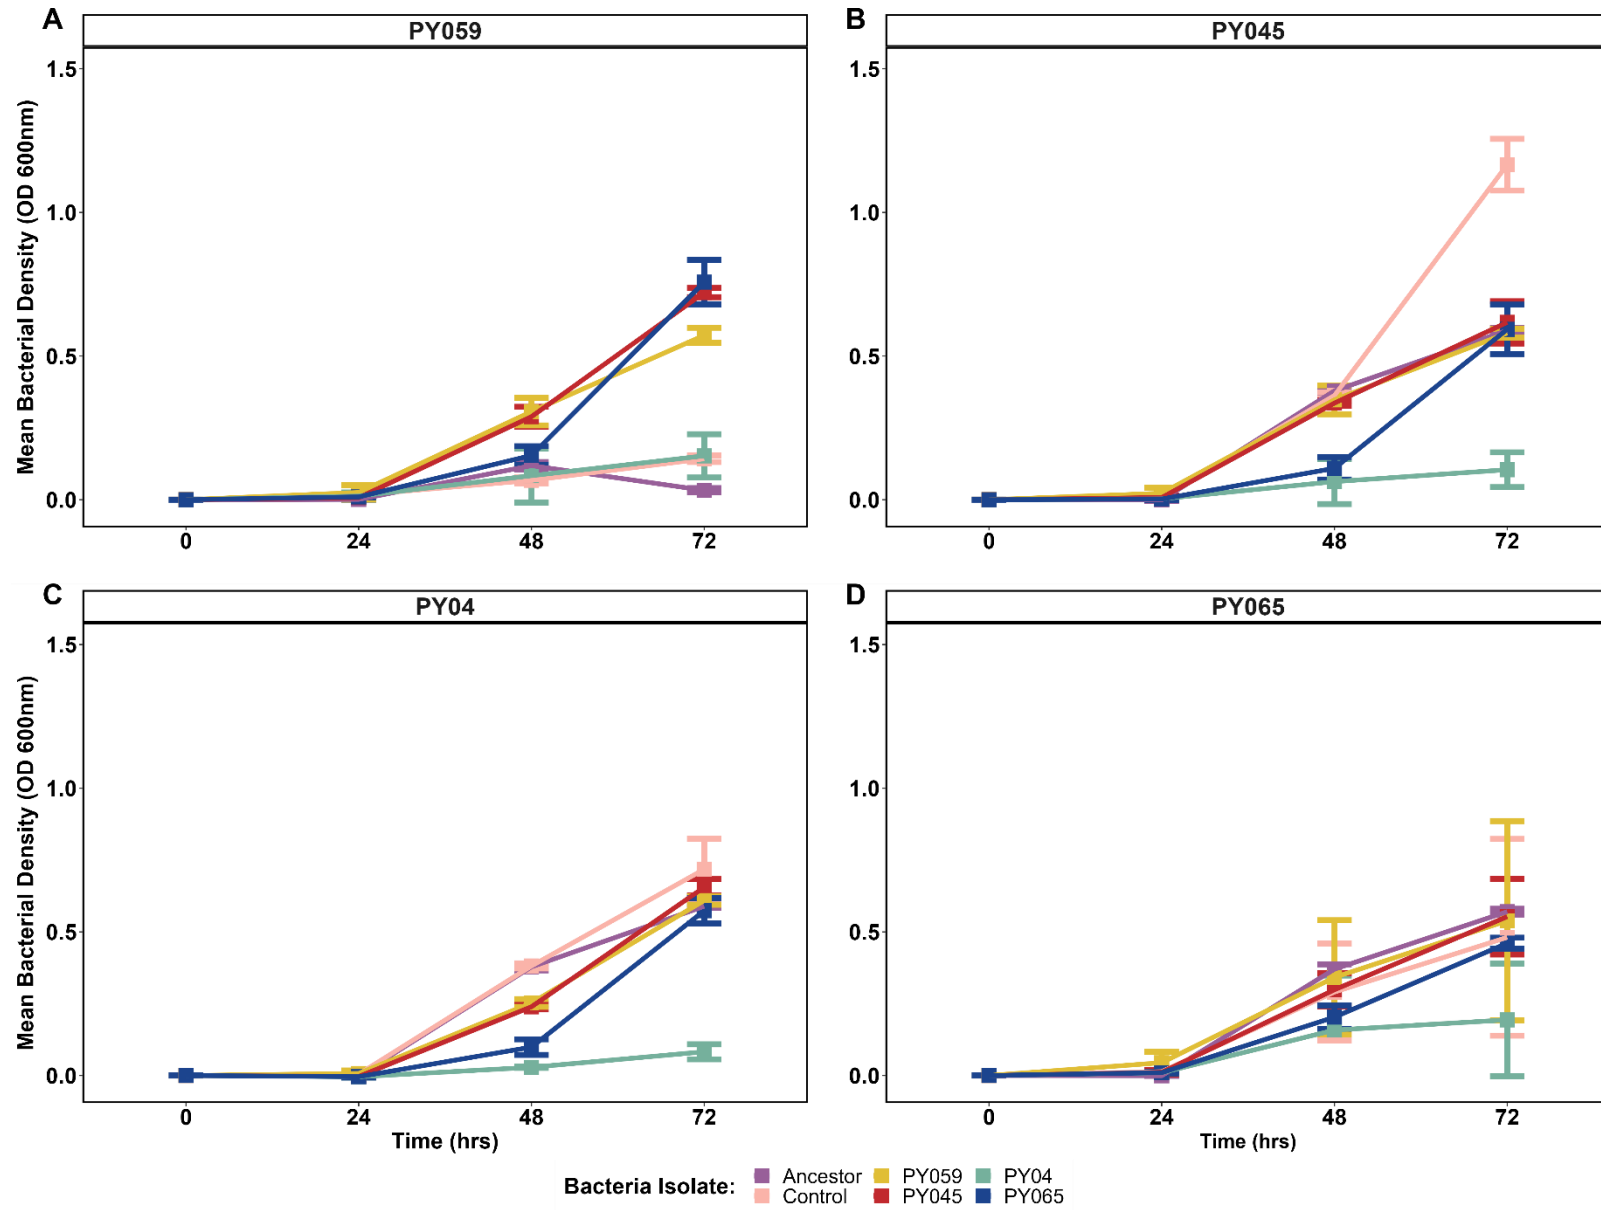 A
PY059
Mean Bacterial Density (OD 600nm)
1.5
1.0
0.5
0.0
0 24 48 72
B
PY045
1.5
1.0
0.5
0.0
0 24 48 72
C
PY04
Mean Bacterial Density (OD 600nm)
1.5
1.0
0.5
0.0
0 24 48 72
Time (hrs)
D
PY065
1.5
1.0
0.5
0.0
0 24 48 72
Time (hrs)
Bacteria Isolate:
Ancestor PY059 PY04
Control PY045 PY065